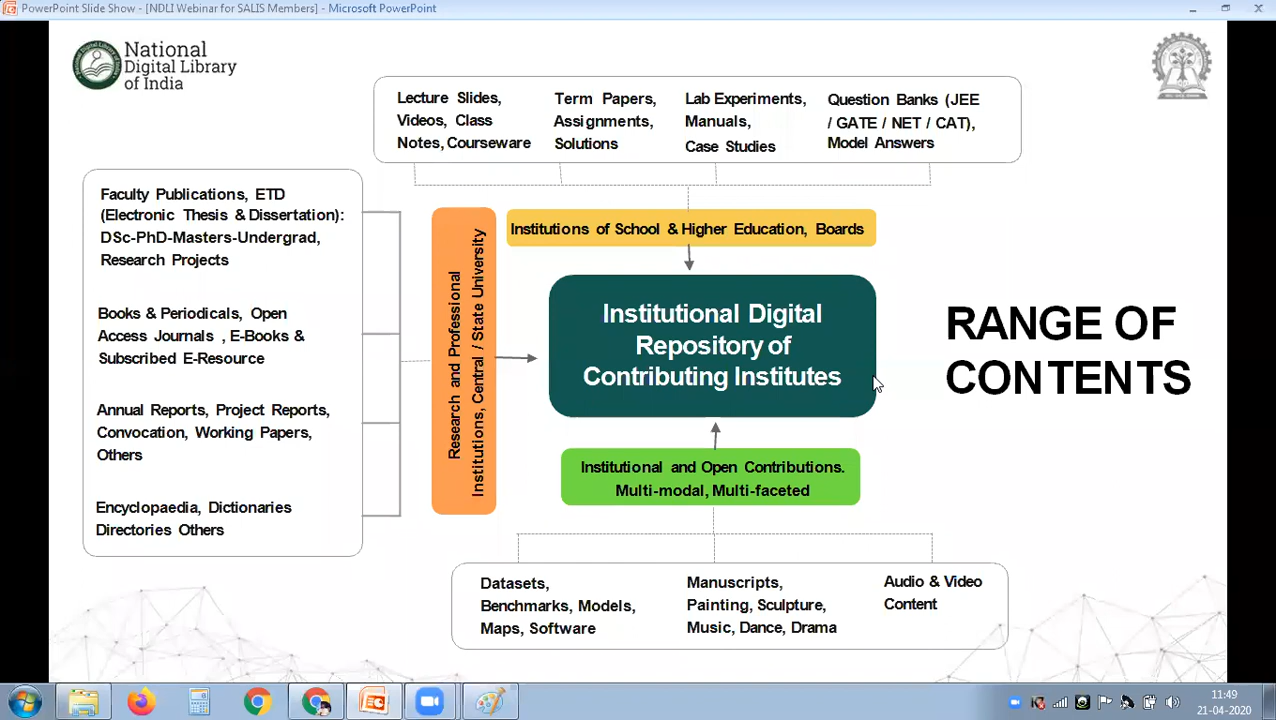 PowerPoint Slide Show - [NDLI Webinar for SALIS Members] - Microsoft PowerPoint
National
Digital Library
of India
Lecture Slides,
Videos, Class
Notes, Courseware
Term Papers,
Assignments,
Solutions
Lab Experiments,
Manuals,
Case Studies
Question Banks (JEE
/ GATE / NET / CAT),
Model Answers
Faculty Publications, ETD
(Electronic Thesis & Dissertation):
DSc-PhD-Masters-Undergrad,
Research Projects
Books & Periodicals, Open
Access Journals , E-Books &
Subscribed E-Resource
Annual Reports, Project Reports,
Convocation, Working Papers,
Others
Encyclopaedia, Dictionaries
Directories Others
Research and Professional
Institutions, Central / State University
Institutions of School & Higher Education, Boards
Institutional Digital
Repository of
Contributing Institutes
RANGE OF
CONTENTS
Institutional and Open Contributions.
Multi-modal, Multi-faceted
Datasets,
Benchmarks, Models,
Maps, Software
Manuscripts,
Painting, Sculpture,
Music, Dance, Drama
Audio & Video
Content
11:49
21-04-2020